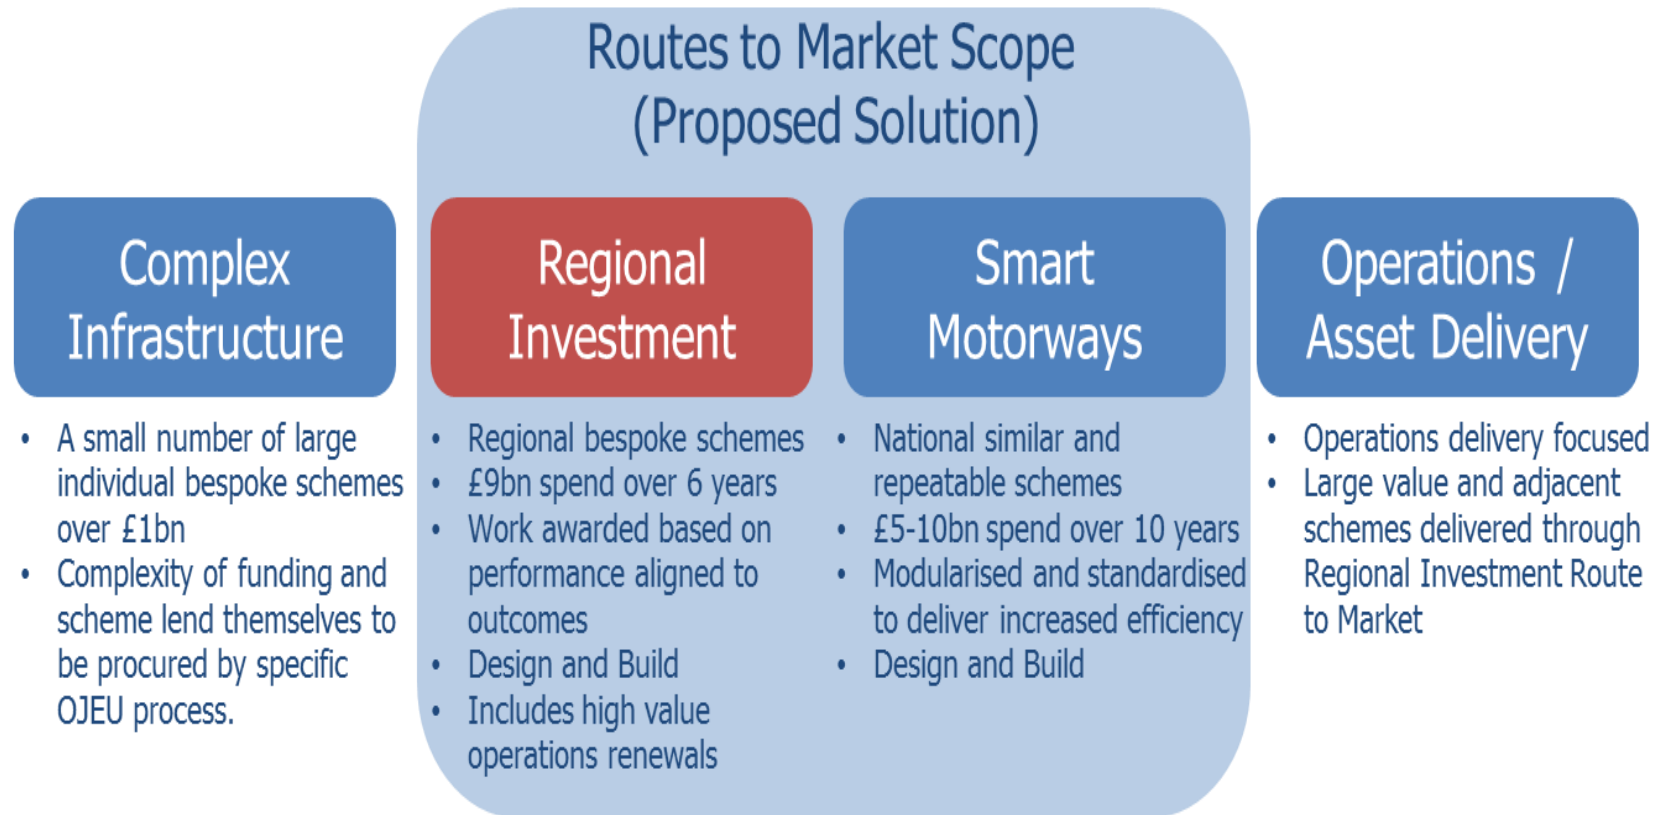 Routes to Market Scope
(Proposed Solution)
Complex
Infrastructure
• A small number of large
individual bespoke schemes
over £1bn
• Complexity of funding and
scheme lend themselves to
be procured by specific
OJEU process.
Regional
Investment
• Regional bespoke schemes
• £9bn spend over 6 years
• Work awarded based on
performance aligned to
outcomes
• Design and Build
• Includes high value
operations renewals
Smart
Motorways
• National similar and
repeatable schemes
• £5-10bn spend over 10 years
• Modularised and standardised
to deliver increased efficiency
• Design and Build
Operations /
Asset Delivery
• Operations delivery focused
• Large value and adjacent
schemes delivered through
Regional Investment Route
to Market